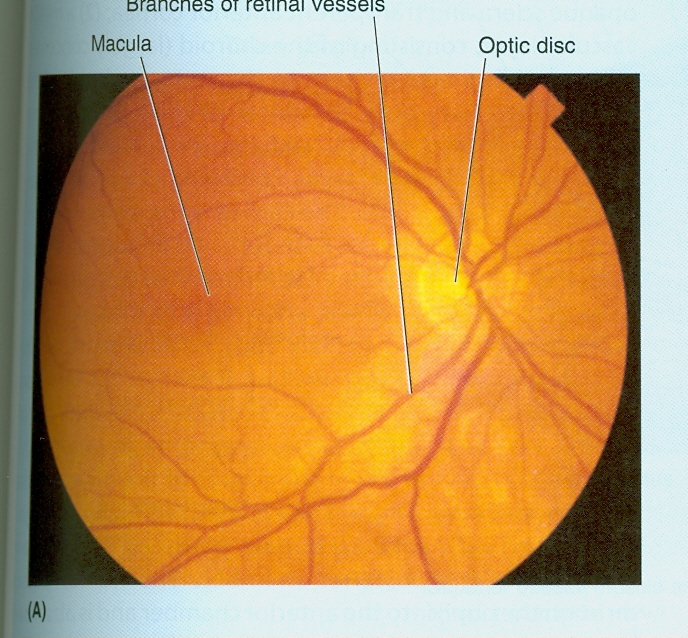 Branches of retinal vessels
Macula
Optic disc
(A)